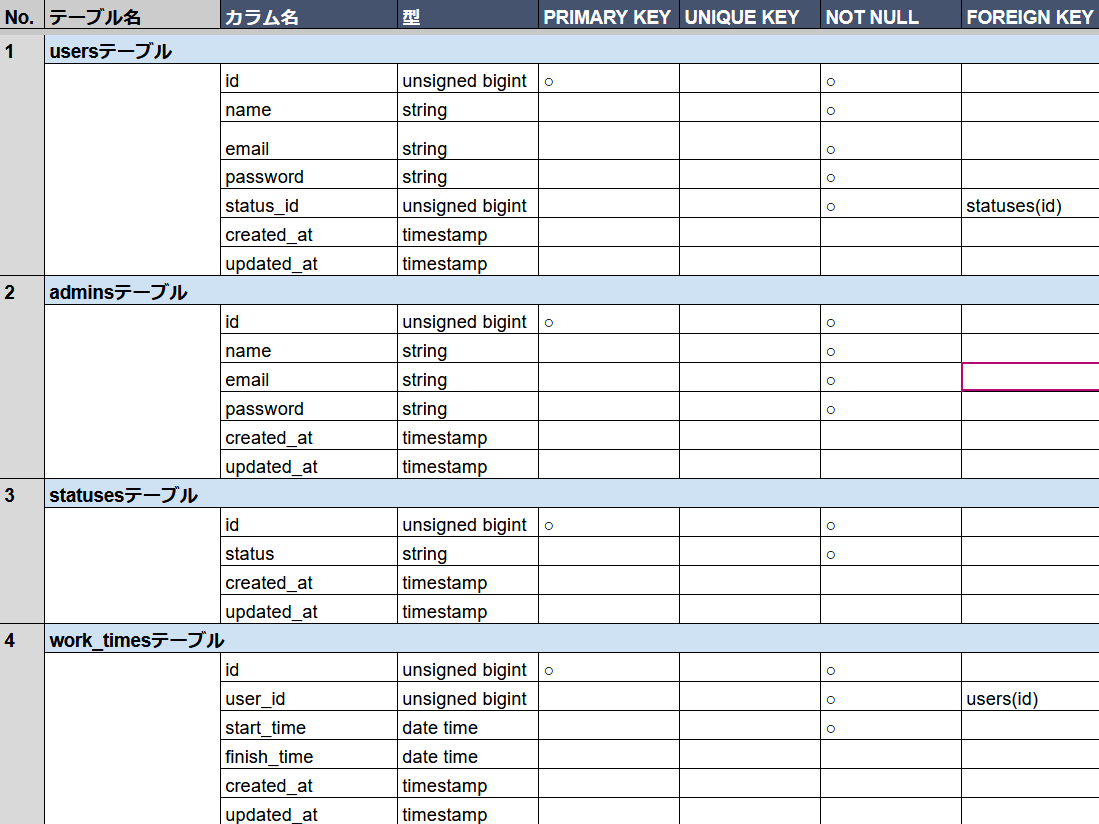 No. テーブル名 カラム名 型 PRIMARY KEY UNIQUE KEY NOT NULL FOREIGN KEY
1 usersテーブル
id unsigned bigint ○ ○
name string ○
email string ○
password string ○
status_id unsigned bigint ○ statuses(id)
created_at timestamp
updated_at timestamp
2 adminsテーブル
id unsigned bigint ○ ○
name string ○
email string ○
password string ○
created_at timestamp
updated_at timestamp
3 statusesテーブル
id unsigned bigint ○ ○
status string ○
created_at timestamp
updated_at timestamp
4 work_timesテーブル
id unsigned bigint ○ ○
user_id unsigned bigint ○ users(id)
start_time date time ○
finish_time date time
created_at timestamp
updated_at timestamp